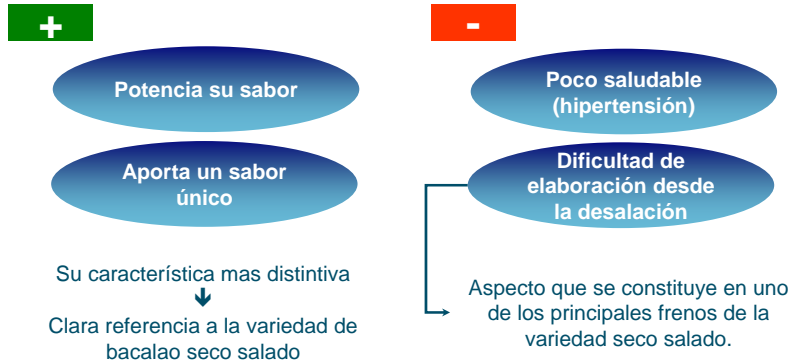 +
Potencia su sabor
Aporta un sabor
único
Su característica mas distintiva
Clara referencia a la variedad de
bacalao seco salado
-
Poco saludable
(hipertensión)
Dificultad de
elaboración desde
la desalación
Aspecto que se constituye en uno
de los principales frenos de la
variedad seco salado.